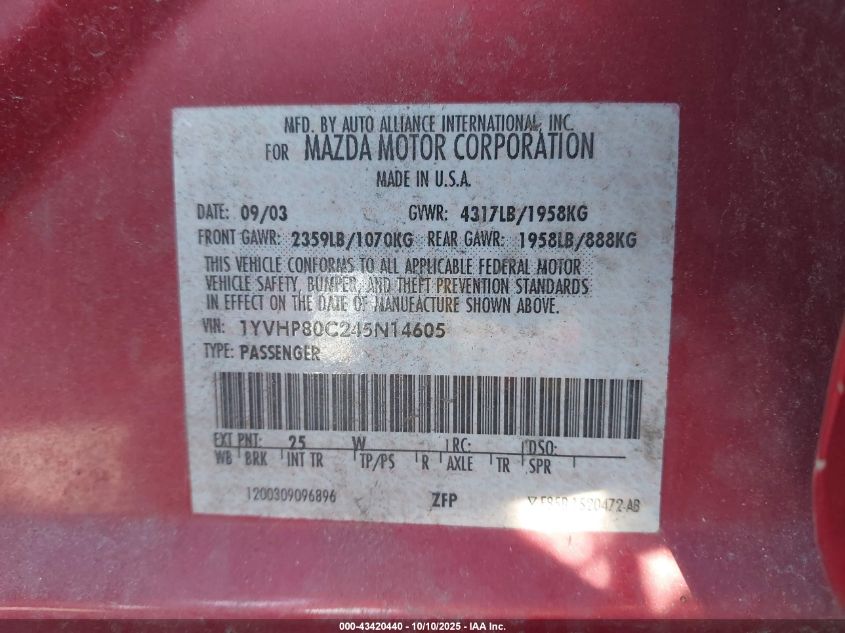 MFD. BY AUTO ALLIANCE INTERNATIONAL, INC.
FOR MAZDA MOTOR CORPORATION
MADE IN U.S.A.
DATE: 09/03 GVWR: 4317LB/1958KG
FRONT GAWR: 2359LB/1070KG REAR GAWR: 1958LB/888KG
THIS VEHICLE CONFORMS TO ALL APPLICABLE FEDERAL MOTOR
VEHICLE SAFETY, BUMPER, AND THEFT PREVENTION STANDARDS
IN EFFECT ON THE DATE OF MANUFACTURE SHOWN ABOVE.
VIN: 1YVHP80C245N14605
TYPE: PASSENGER
EXT PNT: 25 W RC: DSO:
WB BRK INT TR TP/PS R AXLE TR SPR
1200309096896 ZFP
000-43420440 - 10/10/2025 - IAA Inc.